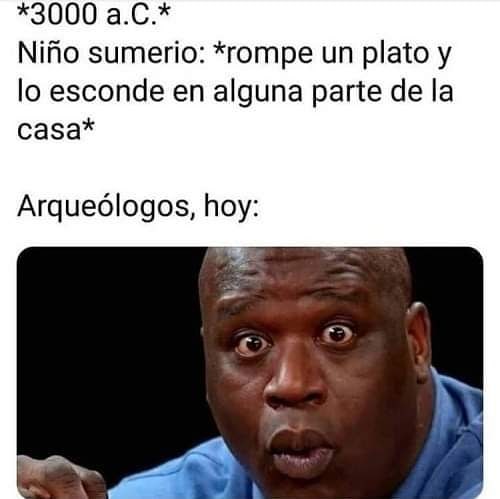 *3000 a.C.*
Niño sumerio: *rompe un plato y
lo esconde en alguna parte de la
casa*
Arqueólogos, hoy: